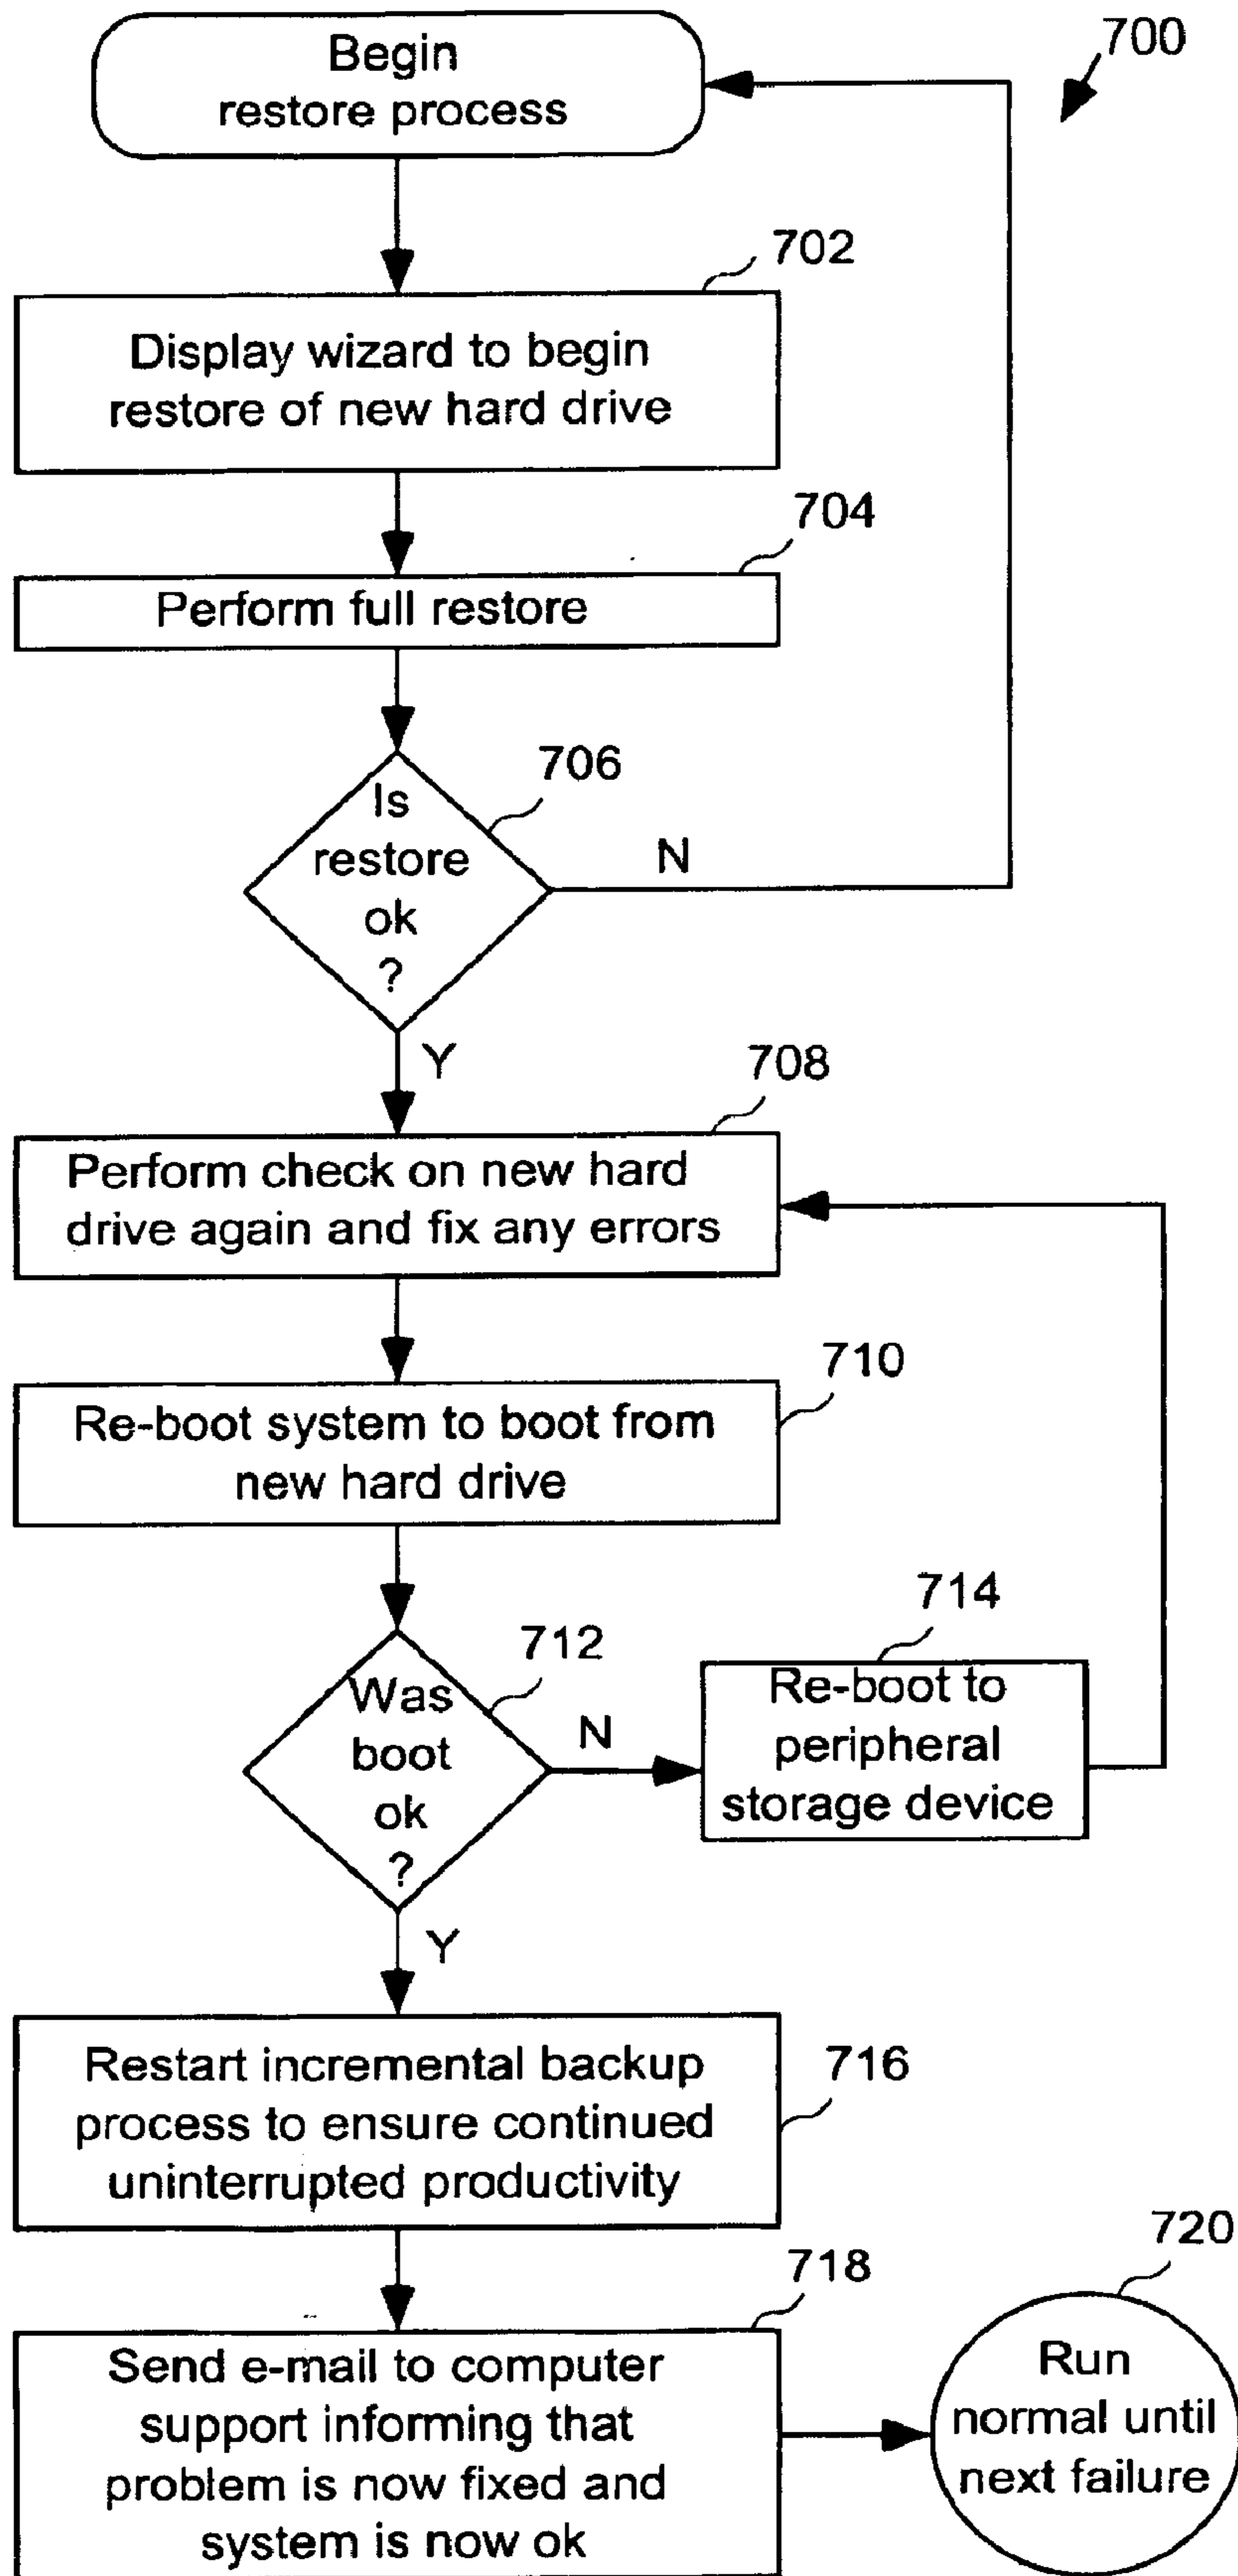 Begin
restore process
700
702
Display wizard to begin
restore of new hard drive
704
Perform full restore
706
Is
restore
ok
?
N
Y
708
Perform check on new hard
drive again and fix any errors
710
Re-boot system to boot from
new hard drive
712
Was
boot
ok
?
N
714
Re-boot to
peripheral
storage device
Y
716
Restart incremental backup
process to ensure continued
uninterrupted productivity
718
Send e-mail to computer
support informing that
problem is now fixed and
system is now ok
720
Run
normal until
next failure